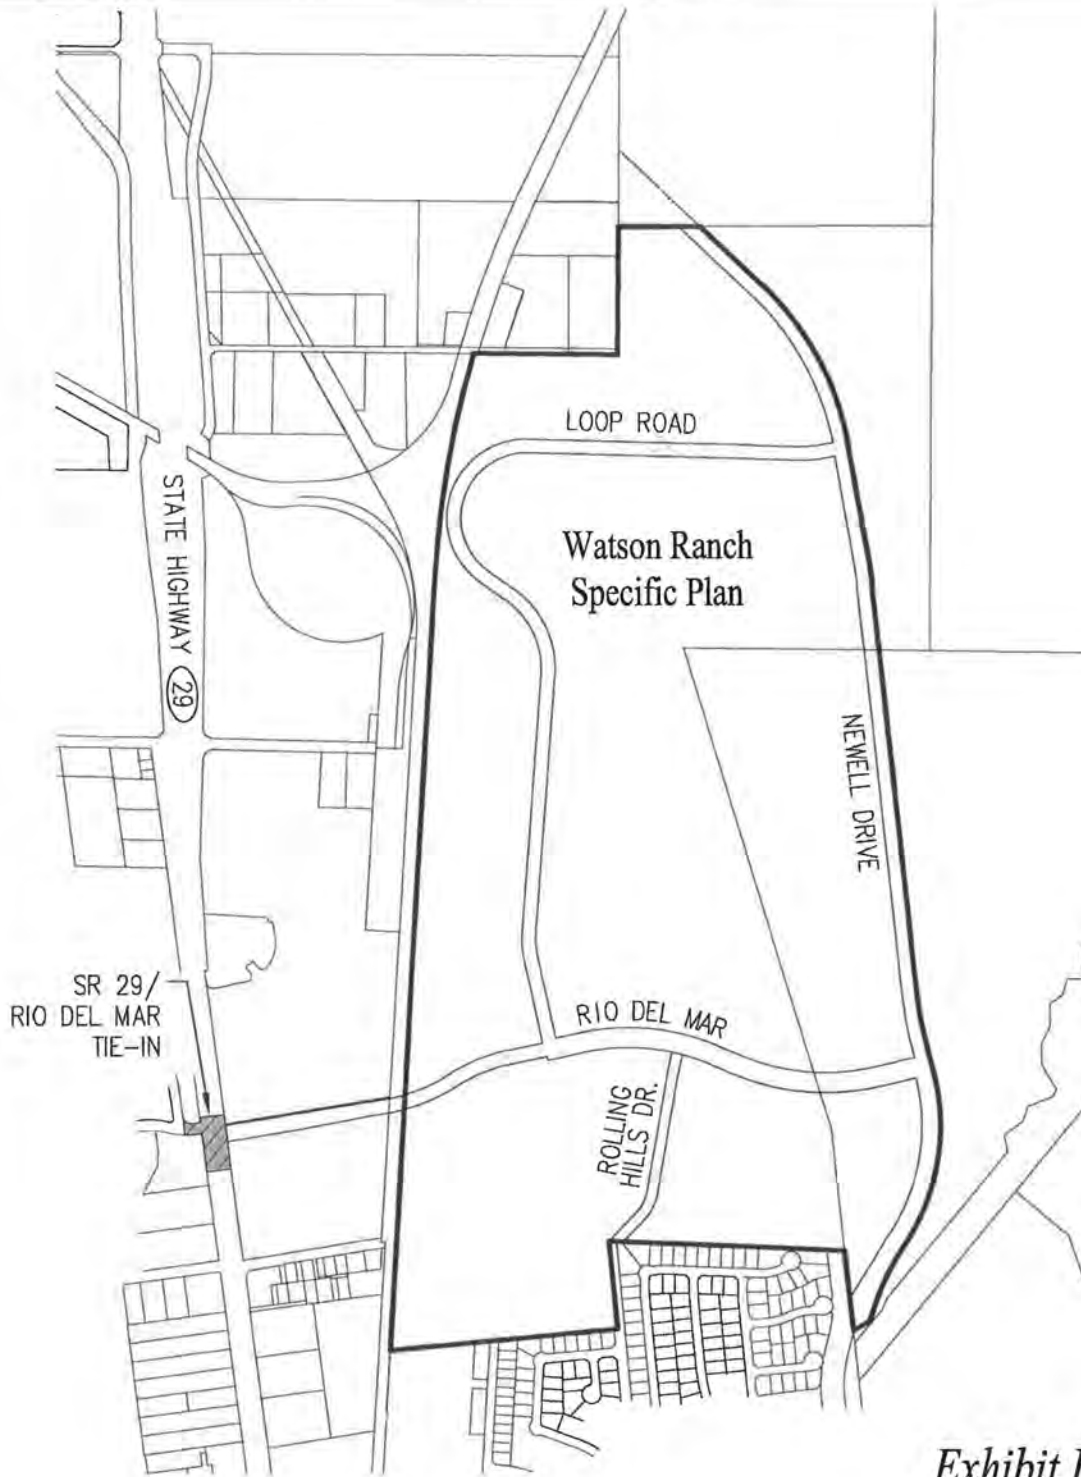 LOOP ROAD
STATE HIGHWAY 29
Watson Ranch
Specific Plan
NEWELL DRIVE
SR 29/
RIO DEL MAR
TIE-IN
RIO DEL MAR
ROLLING
HILLS DR.
Exhibit